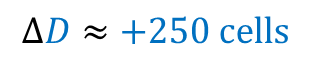 Δ𝐷 ≈ +250 cells